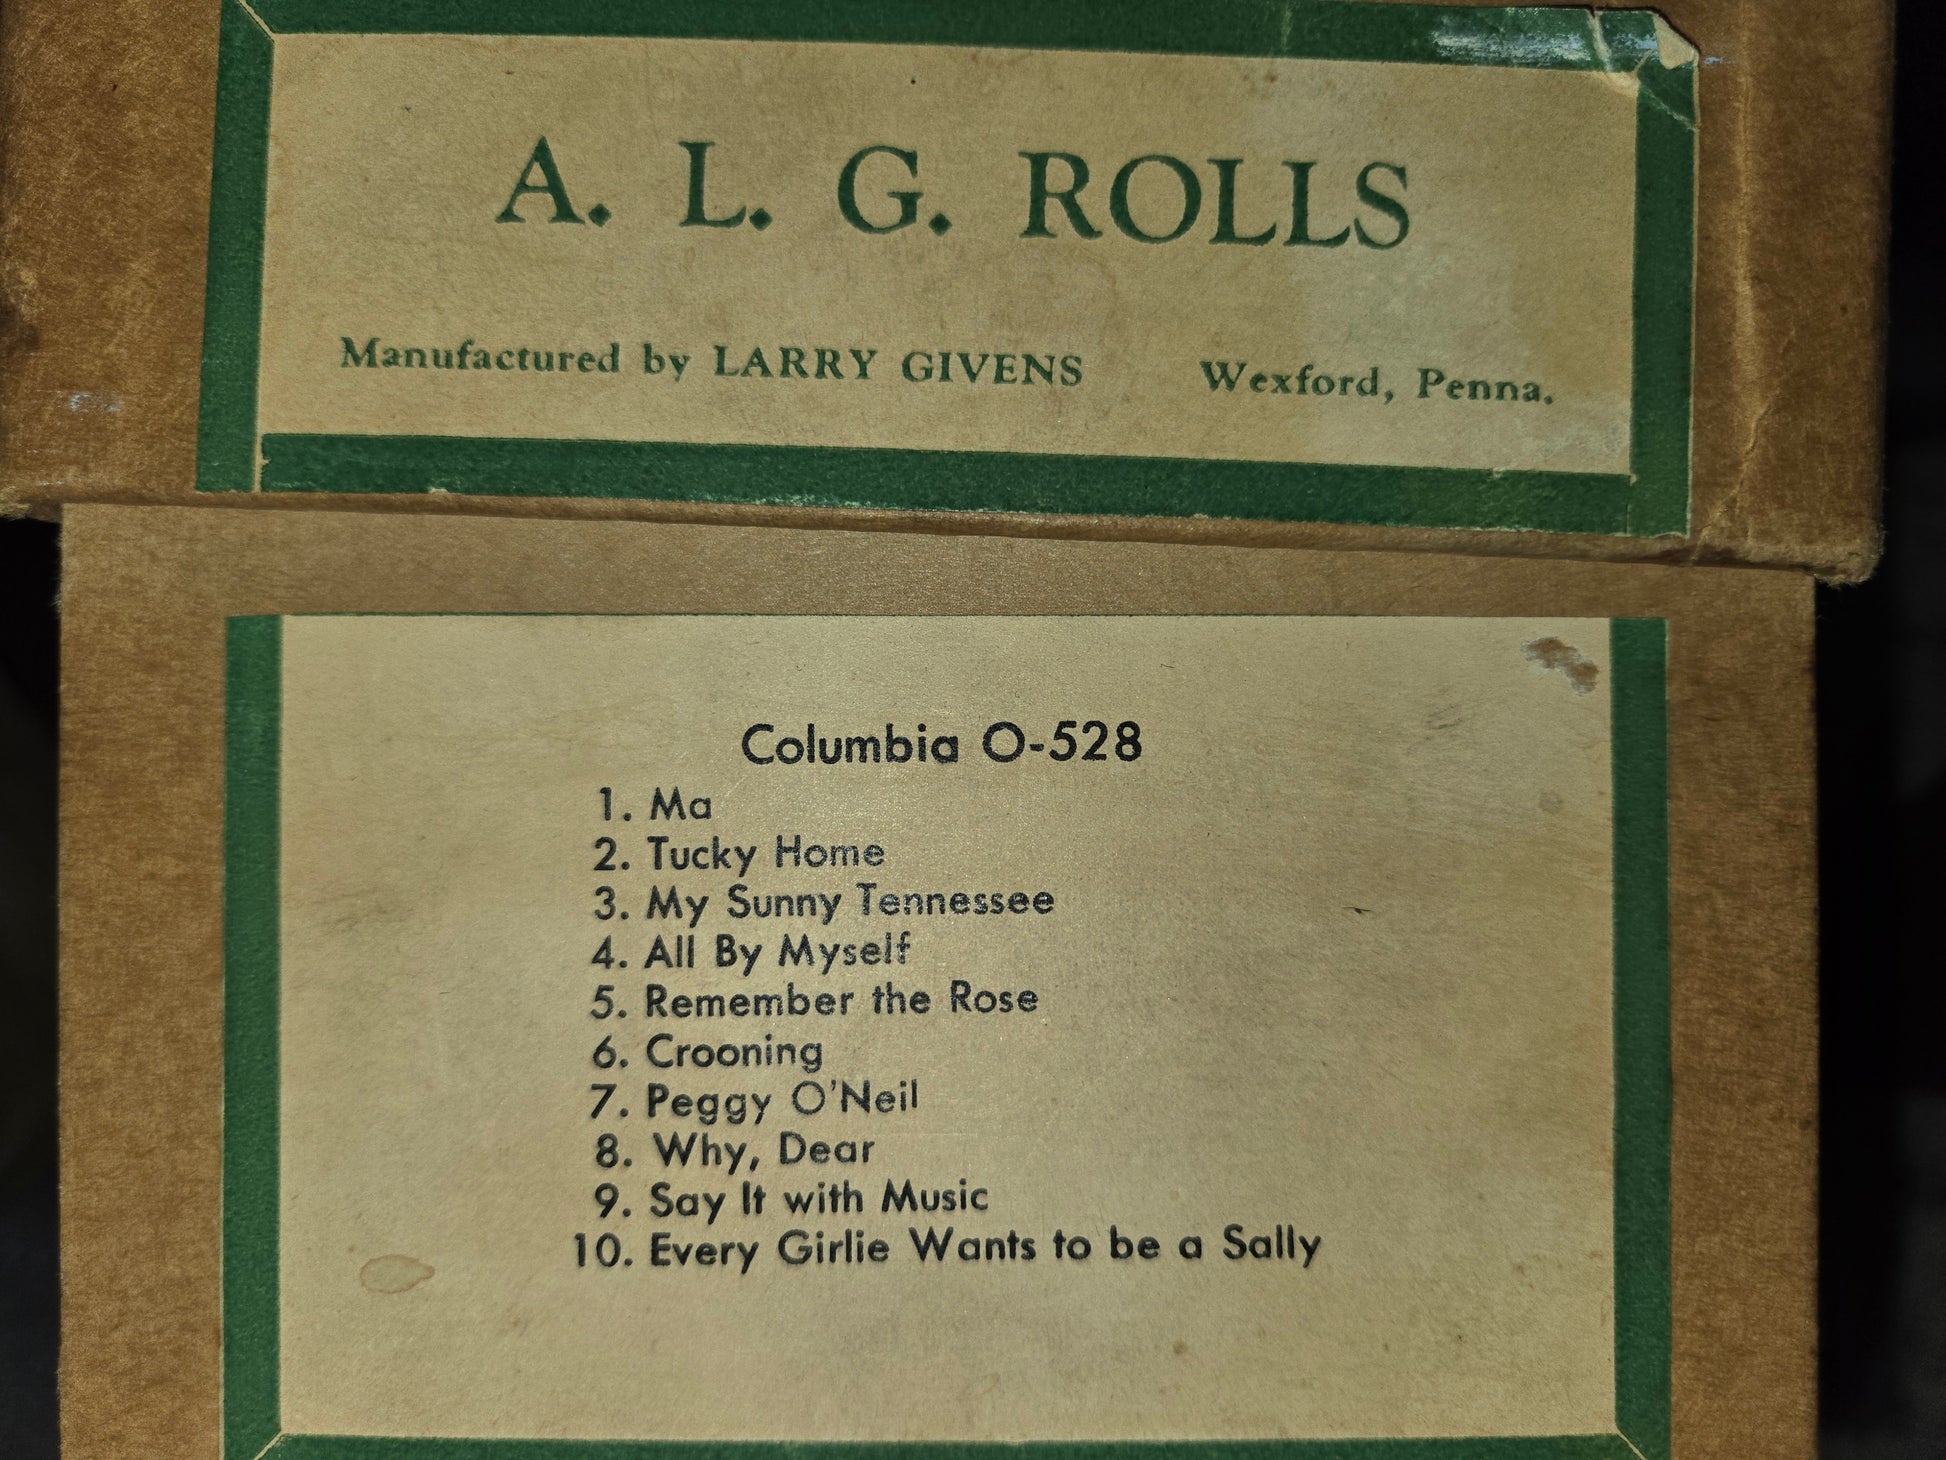 A. L. G. ROLLS
Manufactured by LARRY GIVENS Wexford, Penna.
Columbia O-528
1. Ma
2. Tucky Home
3. My Sunny Tennessee
4. All By Myself
5. Remember the Rose
6. Crooning
7. Peggy O'Neil
8. Why, Dear
9. Say It with Music
10. Every Girlie Wants to be a Sally